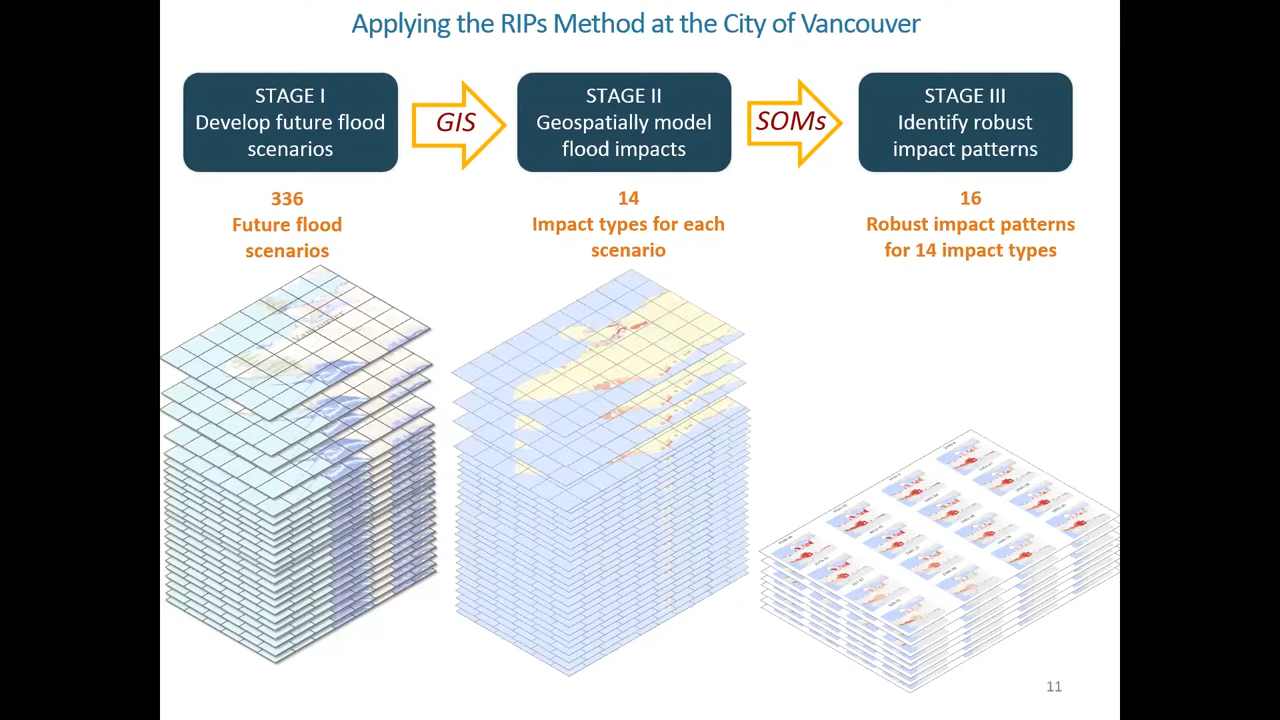 Applying the RIPs Method at the City of Vancouver
STAGE I
Develop future flood
scenarios
GIS
STAGE II
Geospatially model
flood impacts
SOMs
STAGE III
Identify robust
impact patterns
336
Future flood
scenarios
14
Impact types for each
scenario
16
Robust impact patterns
for 14 impact types
Vancouver
11